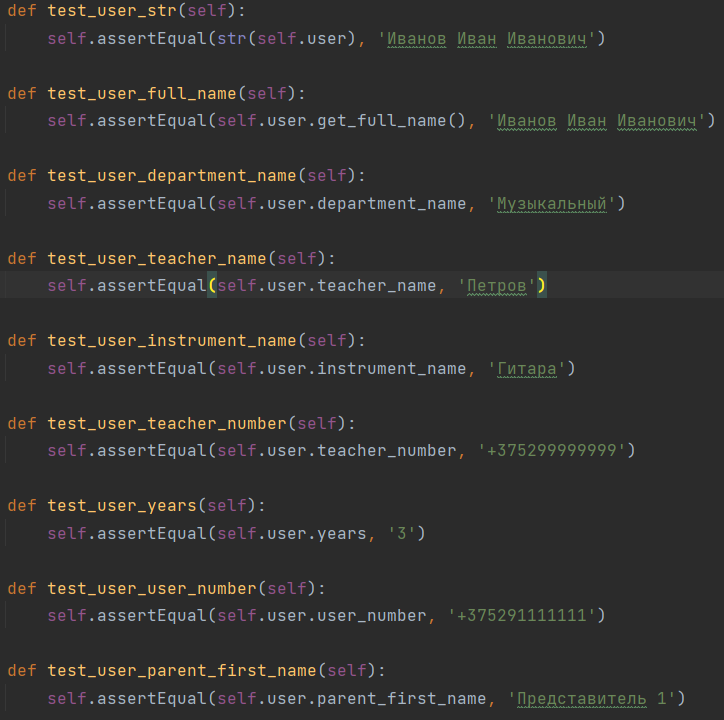 def test_user_str(self):
self.assertEqual(str(self.user), 'Иванов Иван Иванович')
def test_user_full_name(self):
self.assertEqual(self.user.get_full_name(), 'Иванов Иван Иванович')
def test_user_department_name(self):
self.assertEqual(self.user.department_name, 'Музыкальный')
def test_user_teacher_name(self):
self.assertEqual(self.user.teacher_name, 'Петров')
def test_user_instrument_name(self):
self.assertEqual(self.user.instrument_name, 'Гитара')
def test_user_teacher_number(self):
self.assertEqual(self.user.teacher_number, '+375299999999')
def test_user_years(self):
self.assertEqual(self.user.years, '3')
def test_user_user_number(self):
self.assertEqual(self.user.user_number, '+375291111111')
def test_user_parent_first_name(self):
self.assertEqual(self.user.parent_first_name, 'Представитель 1')